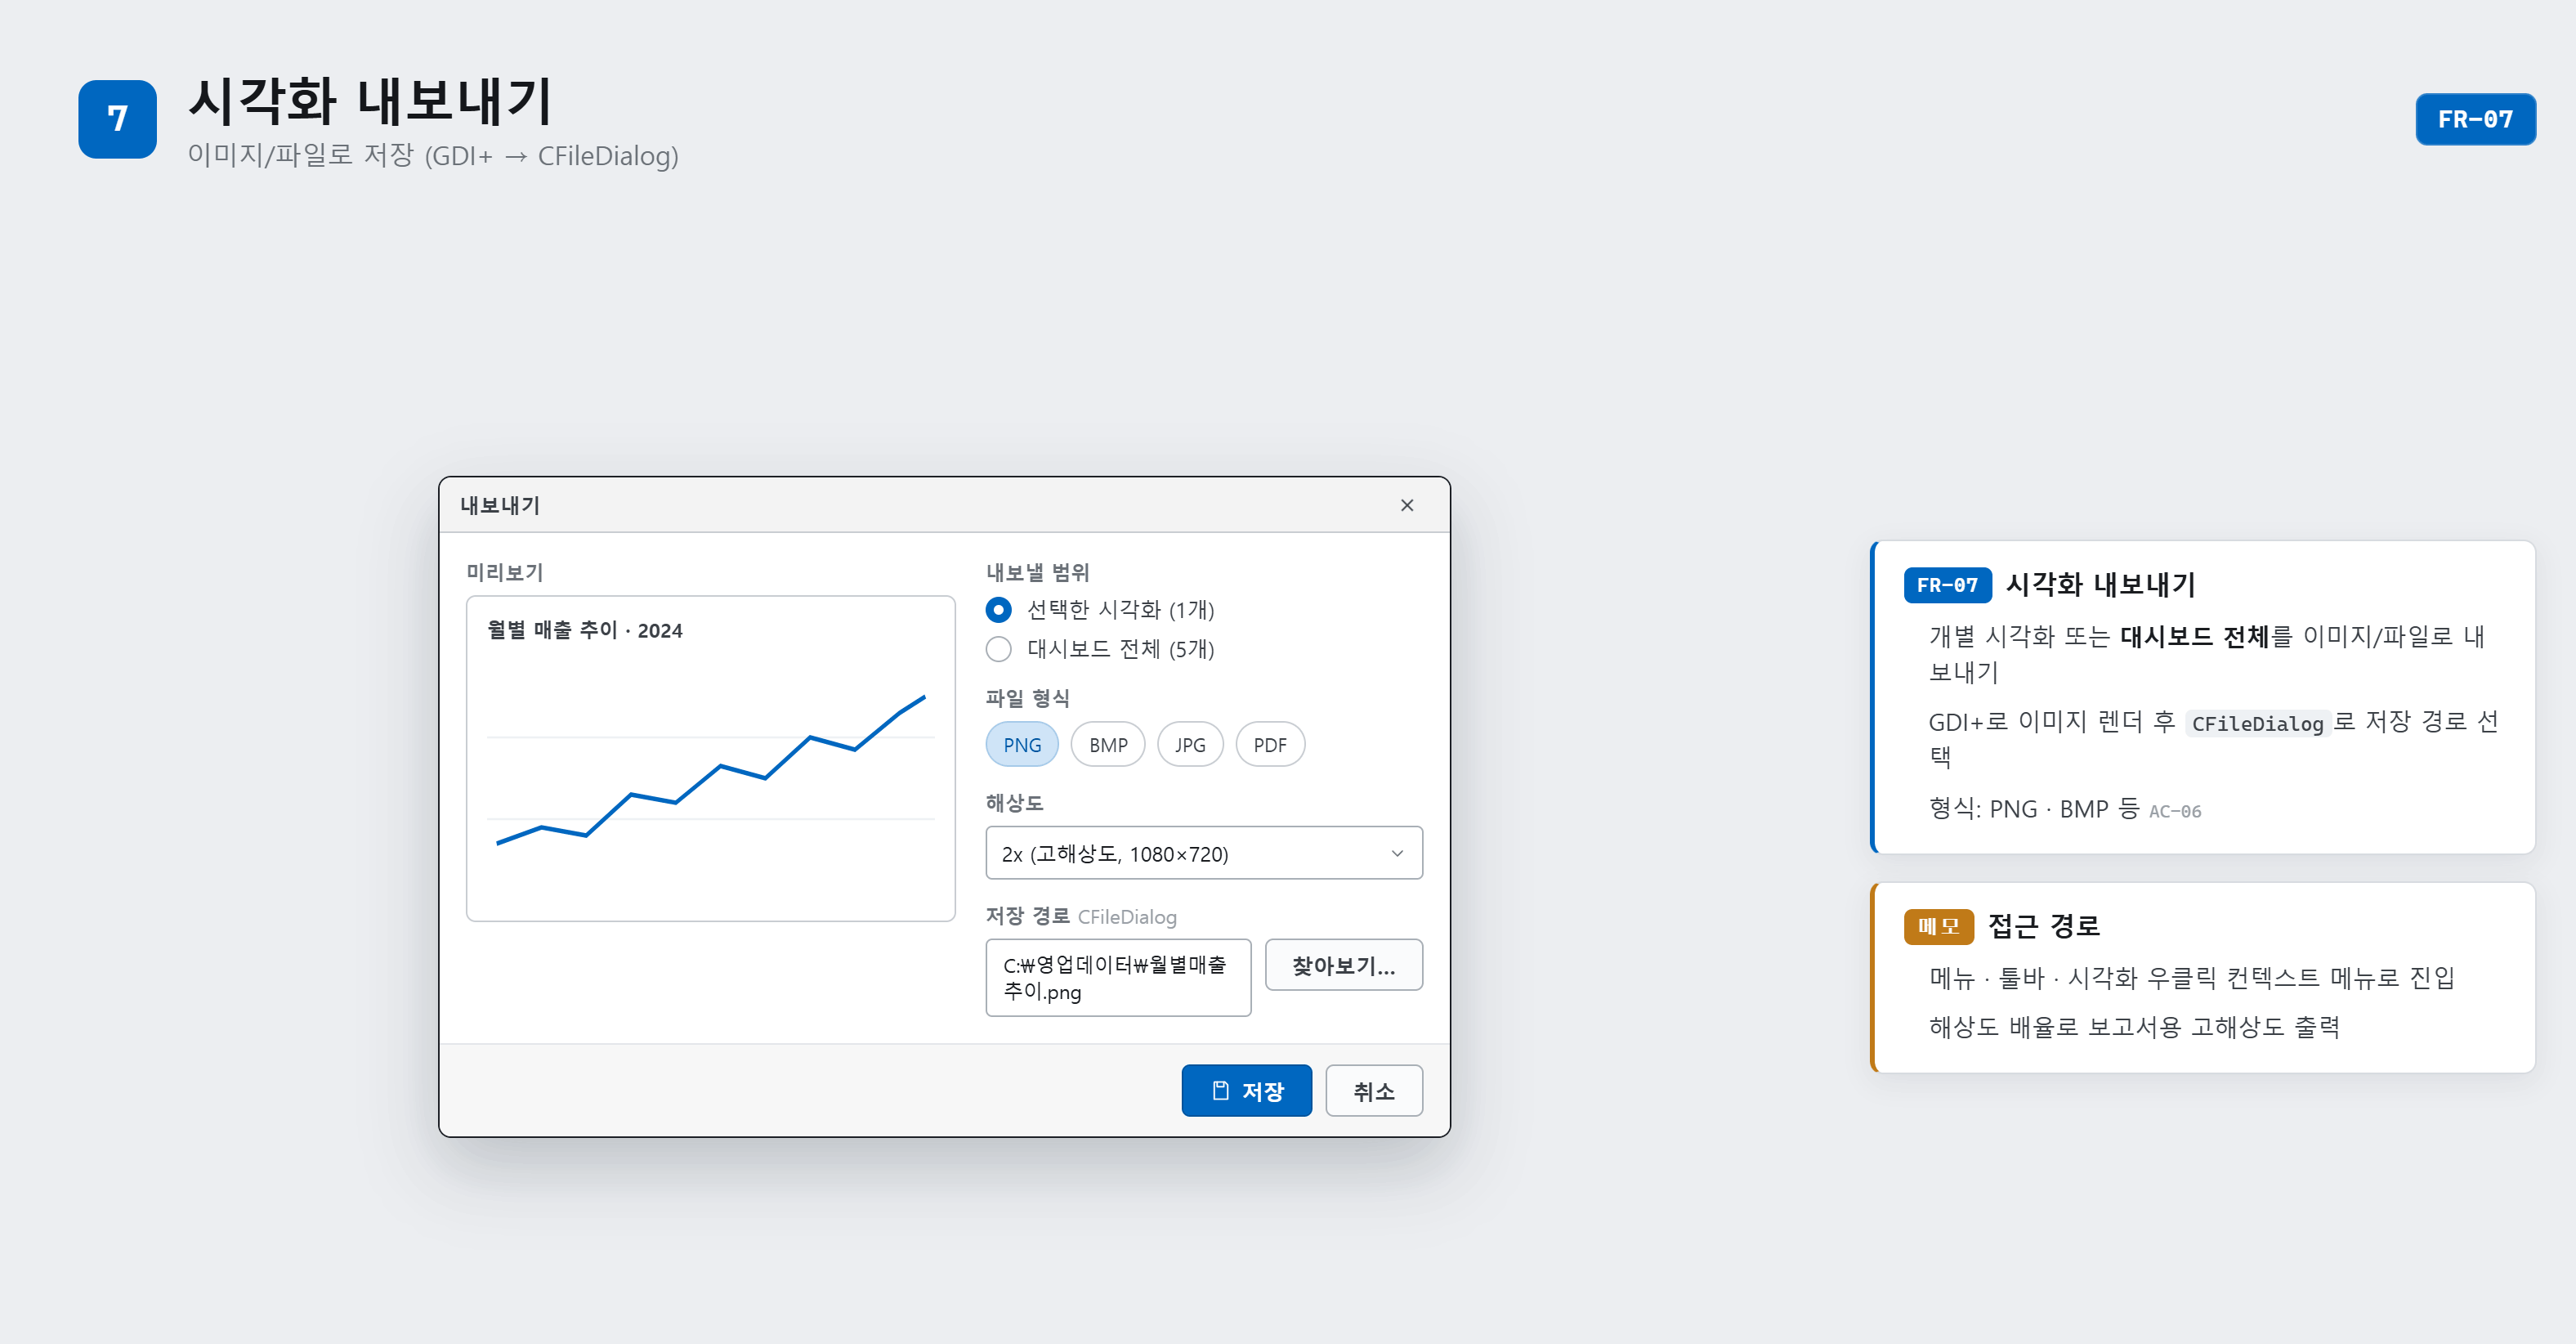 7
시각화 내보내기
이미지/파일로 저장 (GDI+ → CFileDialog)
FR-07
내보내기
×
미리보기
월별 매출 추이 · 2024
내보낼 범위
선택한 시각화 (1개)
대시보드 전체 (5개)
파일 형식
PNG BMP JPG PDF
해상도
2x (고해상도, 1080×720)
저장 경로 CFileDialog
C:₩영업데이터₩월별매출
추이.png
찾아보기...
저장 취소
FR-07 시각화 내보내기
개별 시각화 또는 대시보드 전체를 이미지/파일로 내
보내기
GDI+로 이미지 렌더 후 CFileDialog로 저장 경로 선
택
형식: PNG · BMP 등 AC-06
메모 접근 경로
메뉴 · 툴바 · 시각화 우클릭 컨텍스트 메뉴로 진입
해상도 배율로 보고서용 고해상도 출력